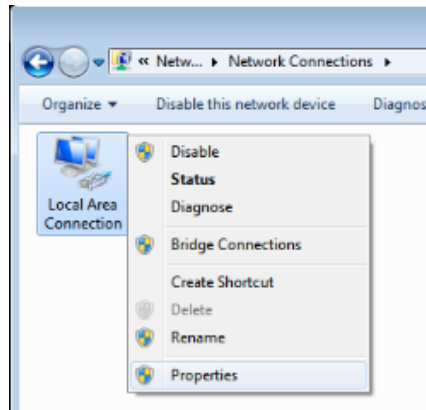 « Netw... ▸ Network Connections ▸
Organize ▾ Disable this network device Diagnos
Local Area
Connection
Disable
Status
Diagnose
Bridge Connections
Create Shortcut
Delete
Rename
Properties